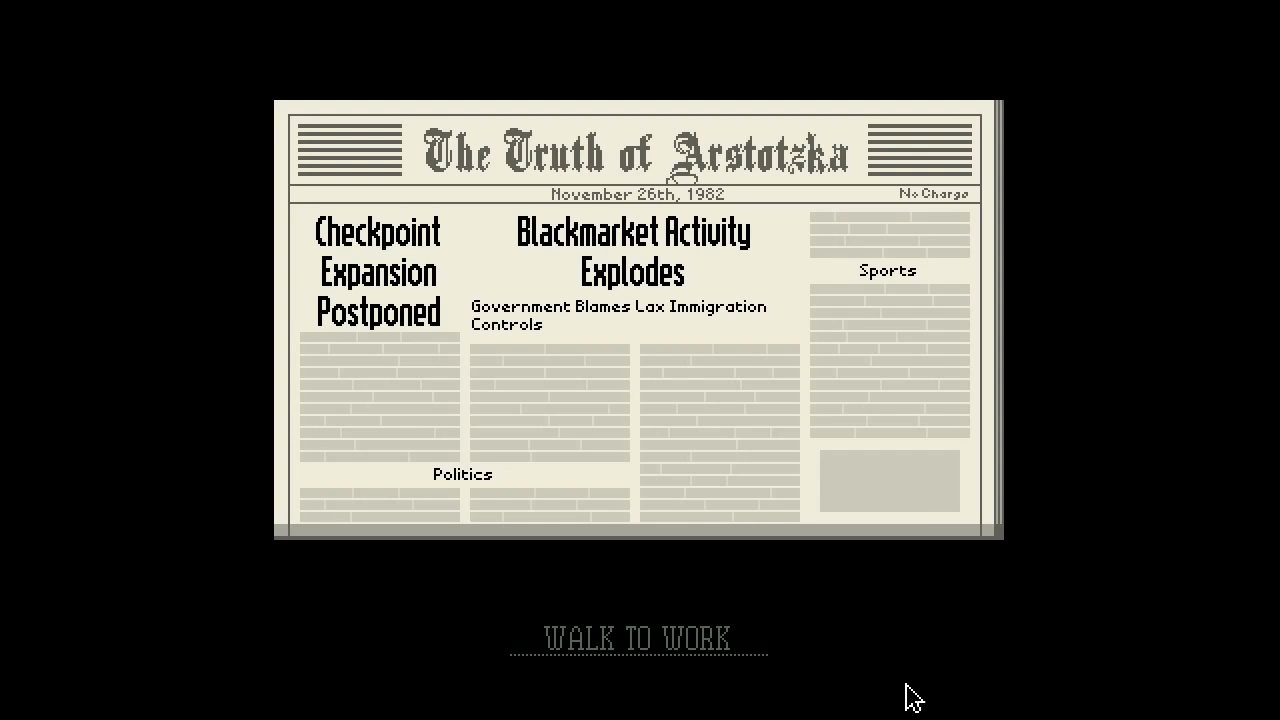 The Truth of Arstotzka
November 26th, 1982
No Charge
Checkpoint
Expansion
Postponed
Blackmarket Activity
Explodes
Government Blames Lax Immigration
Controls
Sports
Politics
WALK TO WORK